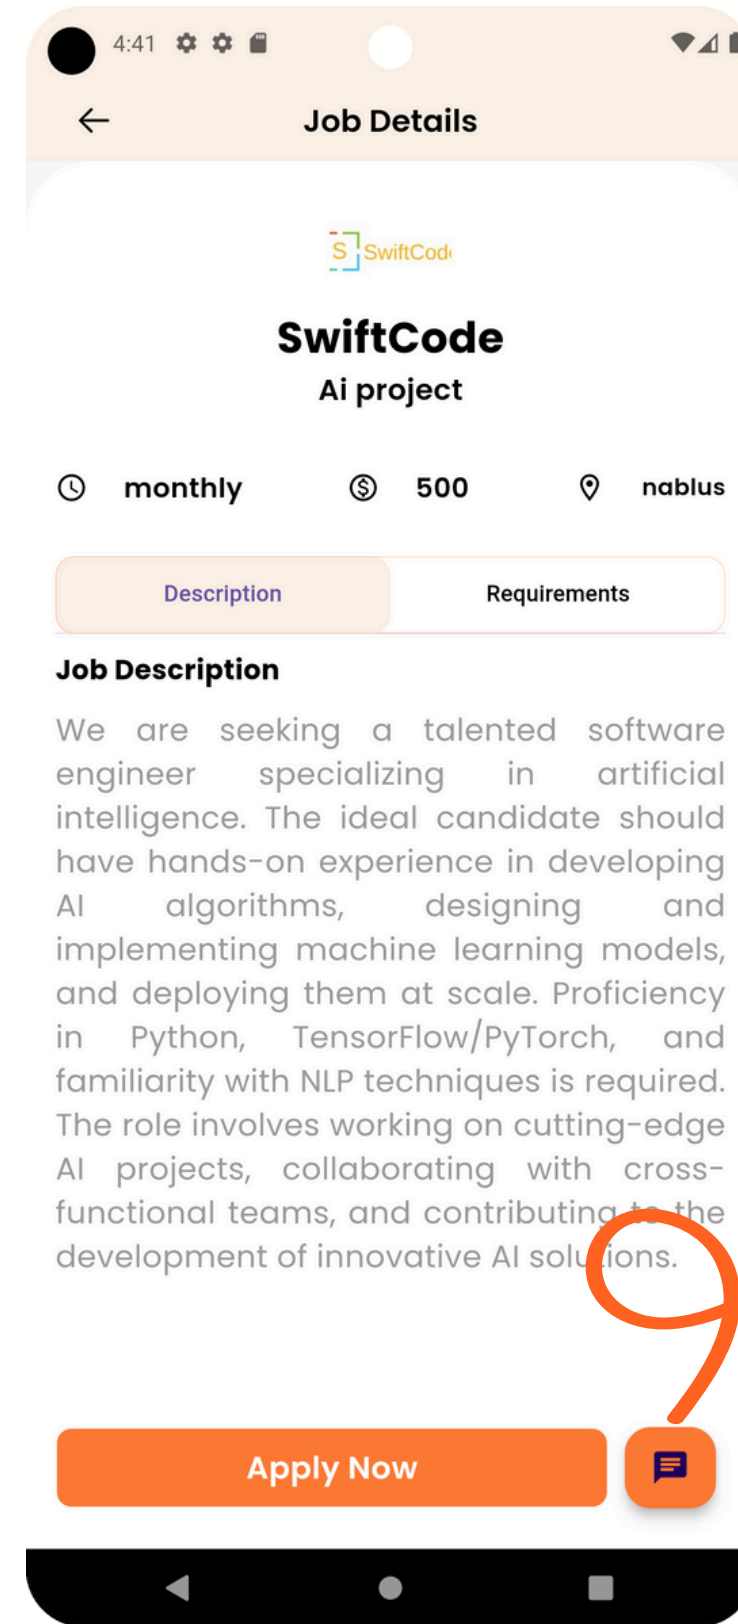 4:41
Job Details
S SwiftCode
SwiftCode
Ai project
monthly 500 nablus
Description Requirements
Job Description
We are seeking a talented software
engineer specializing in artificial
intelligence. The ideal candidate should
have hands-on experience in developing
AI algorithms, designing and
implementing machine learning models,
and deploying them at scale. Proficiency
in Python, TensorFlow/PyTorch, and
familiarity with NLP techniques is required.
The role involves working on cutting-edge
AI projects, collaborating with cross-
functional teams, and contributing to the
development of innovative AI solutions.
9
Apply Now